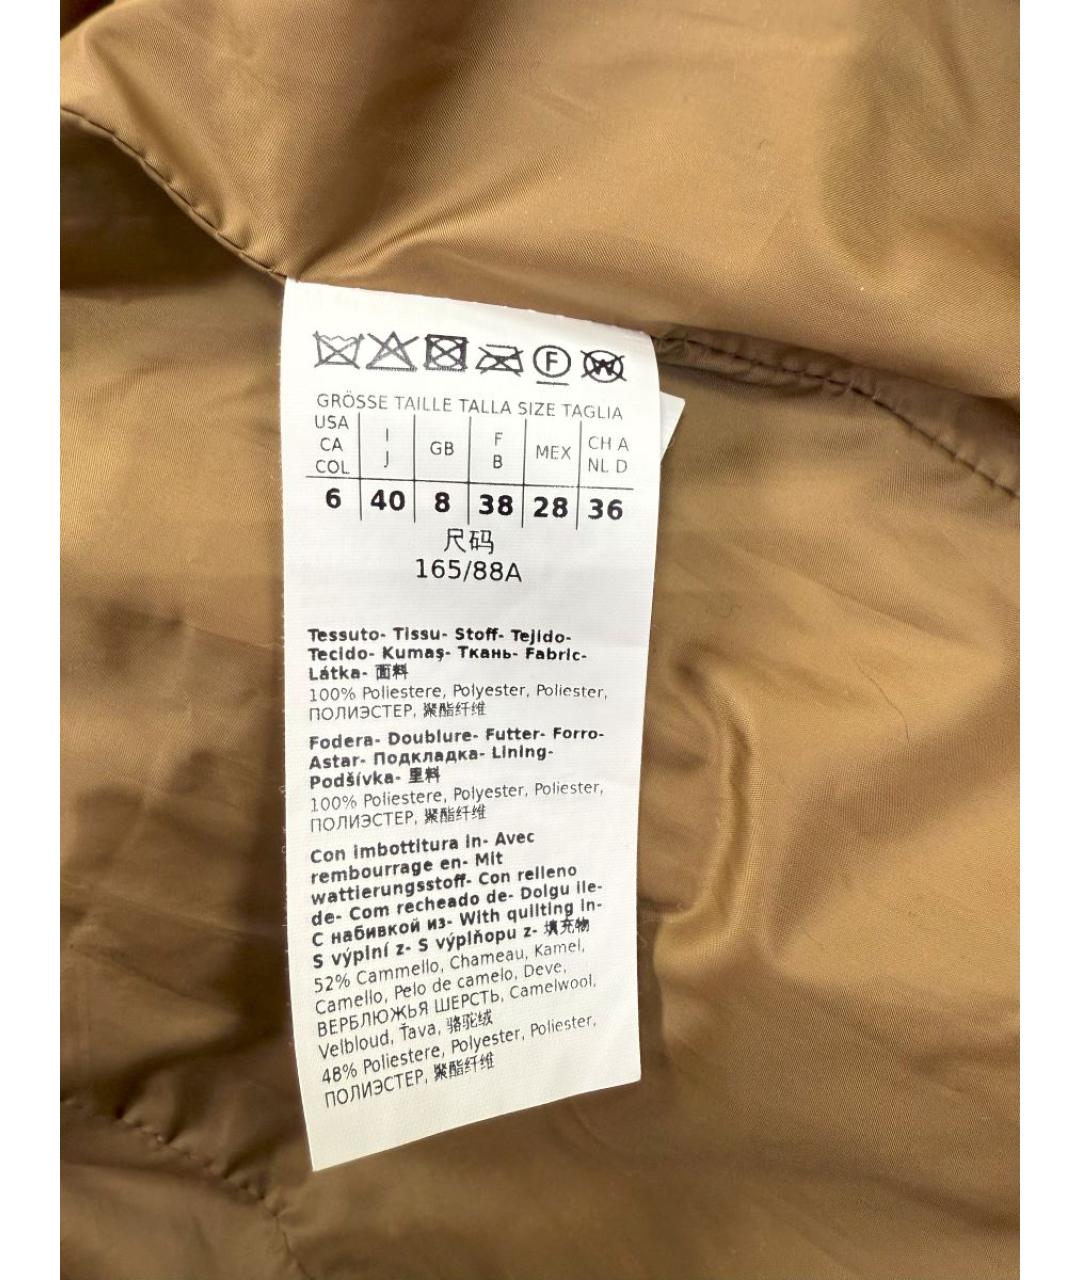 F W
GRÖSSE TAILLE TALLA SIZE TAGLIA
USA CA COL | I J | GB | F B | MEX | CH A NL D
6 | 40 | 8 | 38 | 28 | 36
尺码
165/88A
Tessuto- Tissu- Stoff- Tejido-
Tecido- Kumaş- Ткань- Fabric-
Látka- 面料
100% Poliestere, Polyester, Poliester,
ПОЛИЭСТЕР, 聚酯纤维
Fodera- Doublure- Futter- Forro-
Astar- Подкладка- Lining-
Podšívka- 里料
100% Poliestere, Polyester, Poliester,
ПОЛИЭСТЕР, 聚酯纤维
Con imbottitura in- Avec
rembourrage en- Mit
wattierungsstoff- Con relleno
de- Com recheado de- Dolgu ile-
С набивкой из- With quilting in-
S výplní z- S výplňopu z- 填充物
52% Cammello, Chameau, Kamel,
Camello, Pelo de camelo, Deve,
ВЕРБЛЮЖЬЯ ШЕРСТЬ, Camelwool,
Velbloud, Ťava, 骆驼绒
48% Poliestere, Polyester, Poliester,
ПОЛИЭСТЕР, 聚酯纤维